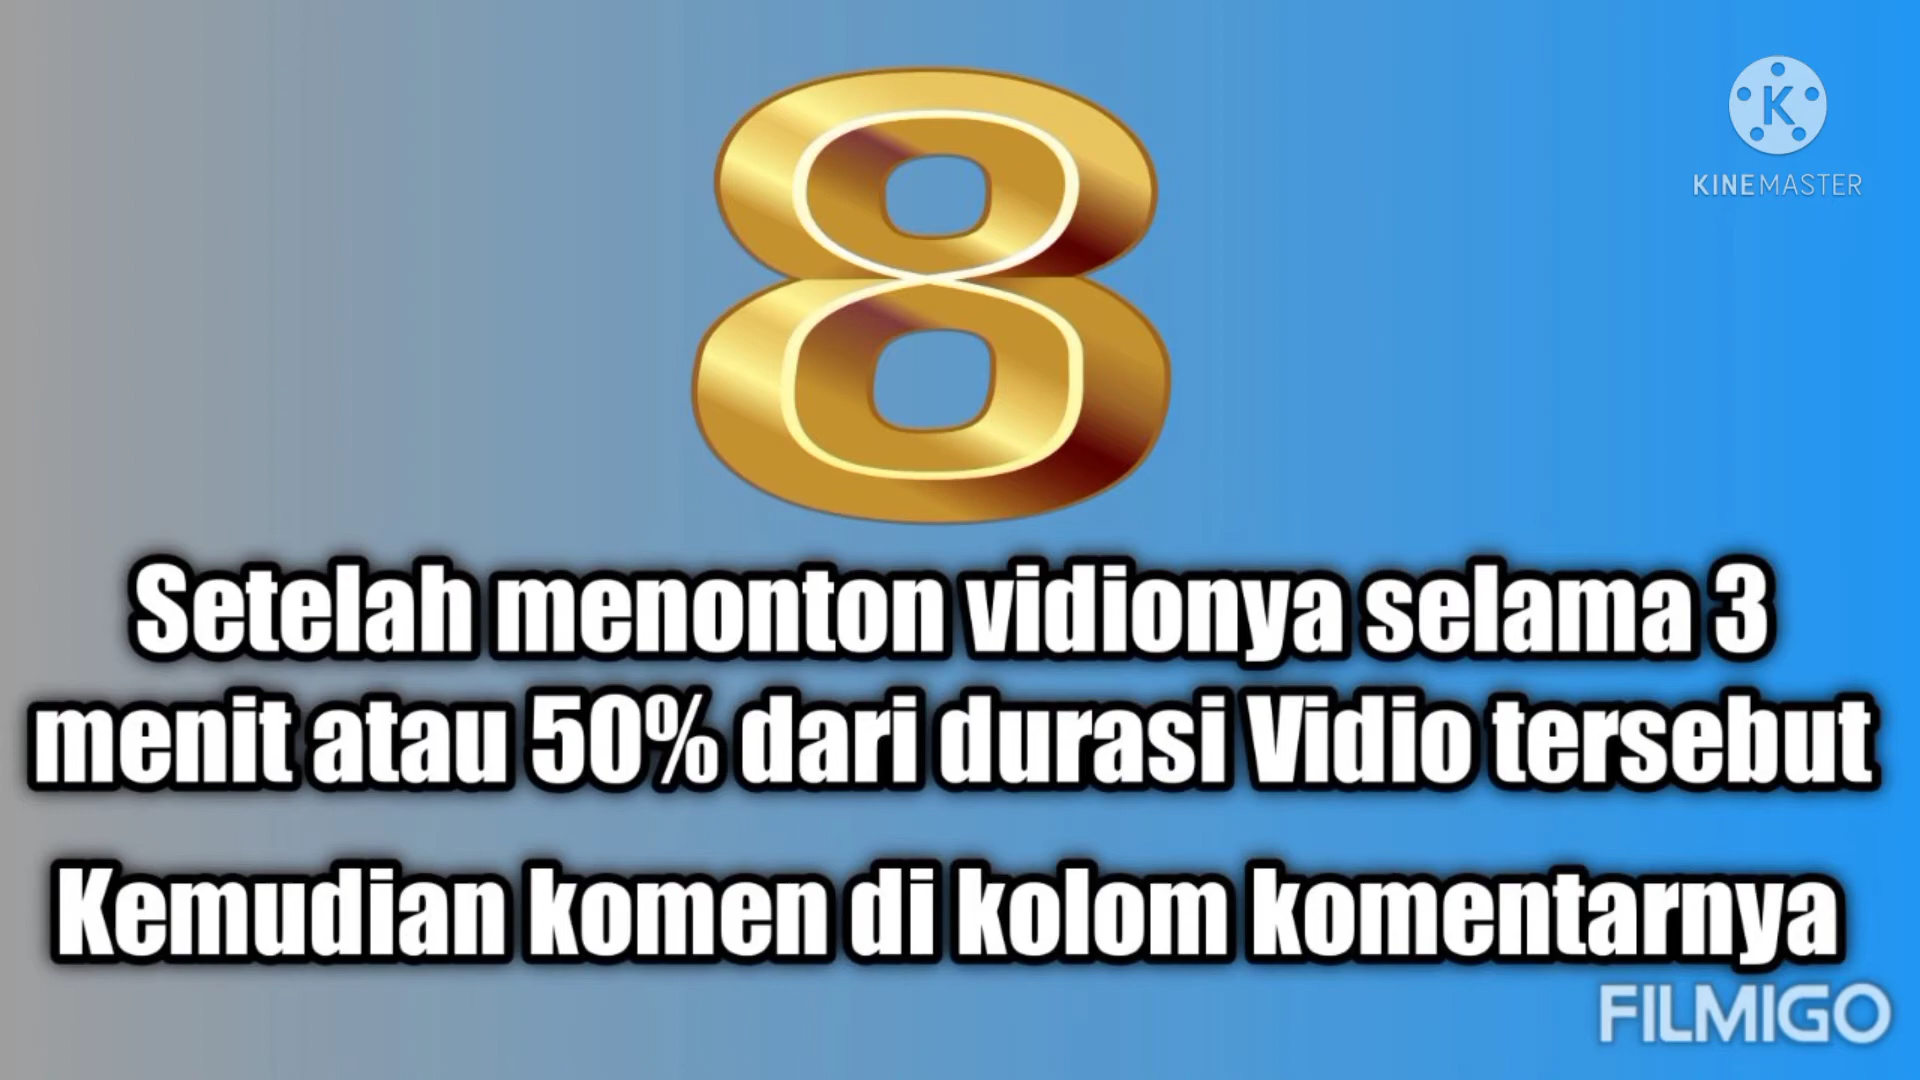 8
KINEMASTER
Setelah menonton vidionya selama 3
menit atau 50% dari durasi Vidio tersebut
Kemudian komen di kolom komentarnya
FILMIGO